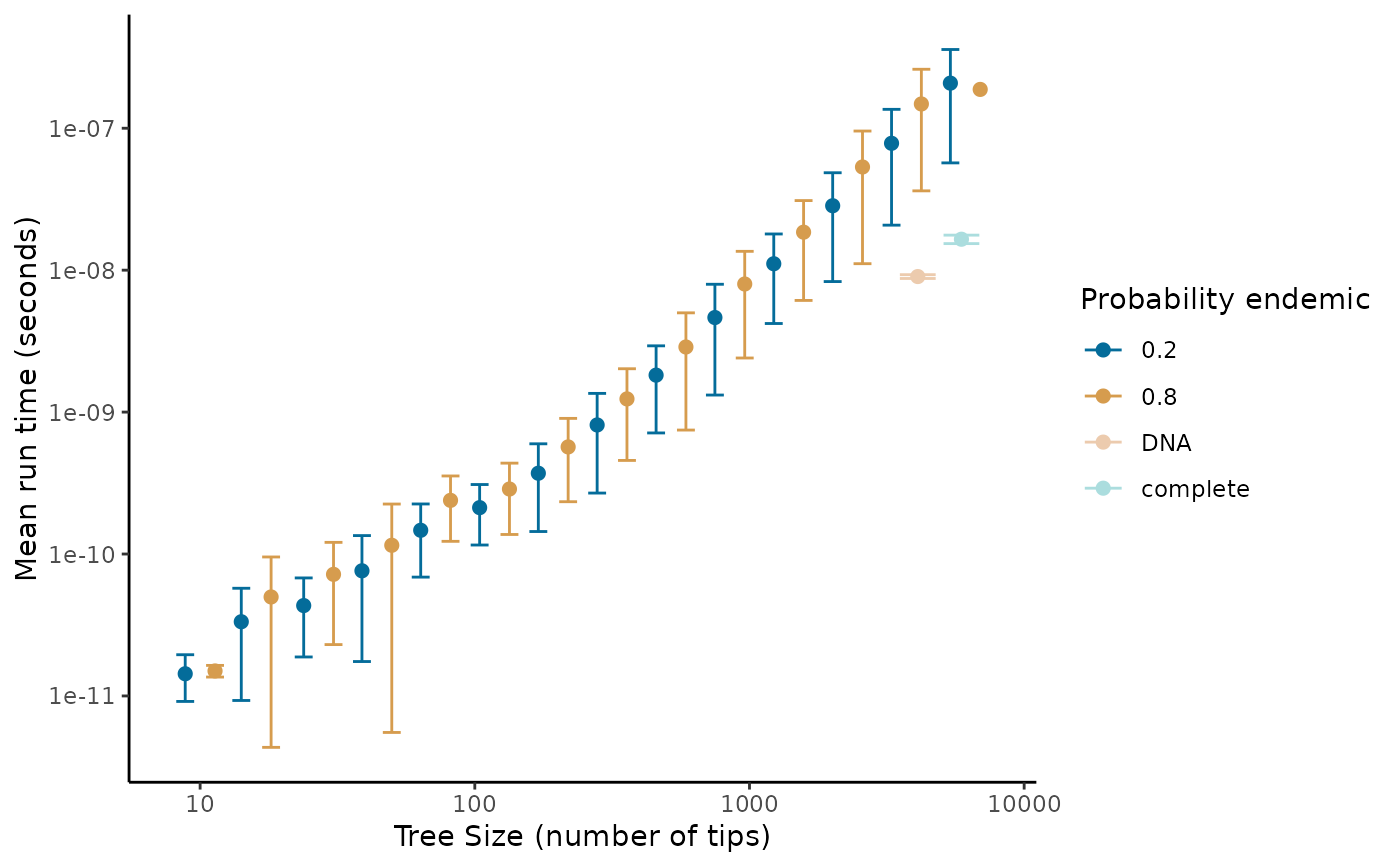 Mean run time (seconds)
1e-07
1e-08
1e-09
1e-10
1e-11
10
100
1000
10000
Tree Size (number of tips)
Probability endemic
0.2
0.8
DNA
complete